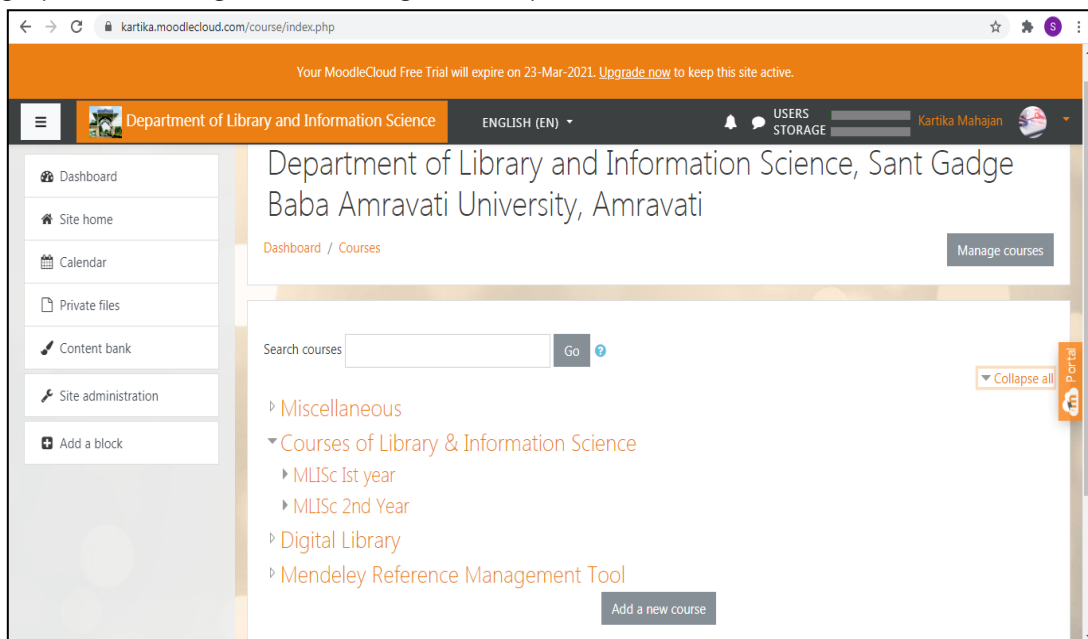 kartika.moodlecloud.com/course/index.php
S
Your MoodleCloud Free Trial will expire on 23-Mar-2021. Upgrade now to keep this site active.
Department of Library and Information Science
ENGLISH (EN)
USERS
STORAGE
Kartika Mahajan
Dashboard
Site home
Calendar
Private files
Content bank
Site administration
Add a block
Department of Library and Information Science, Sant Gadge
Baba Amravati University, Amravati
Dashboard / Courses
Manage courses
Search courses
Go
?
Collapse all
Portal
Miscellaneous
Courses of Library & Information Science
MLISc Ist year
MLISc 2nd Year
Digital Library
Mendeley Reference Management Tool
Add a new course